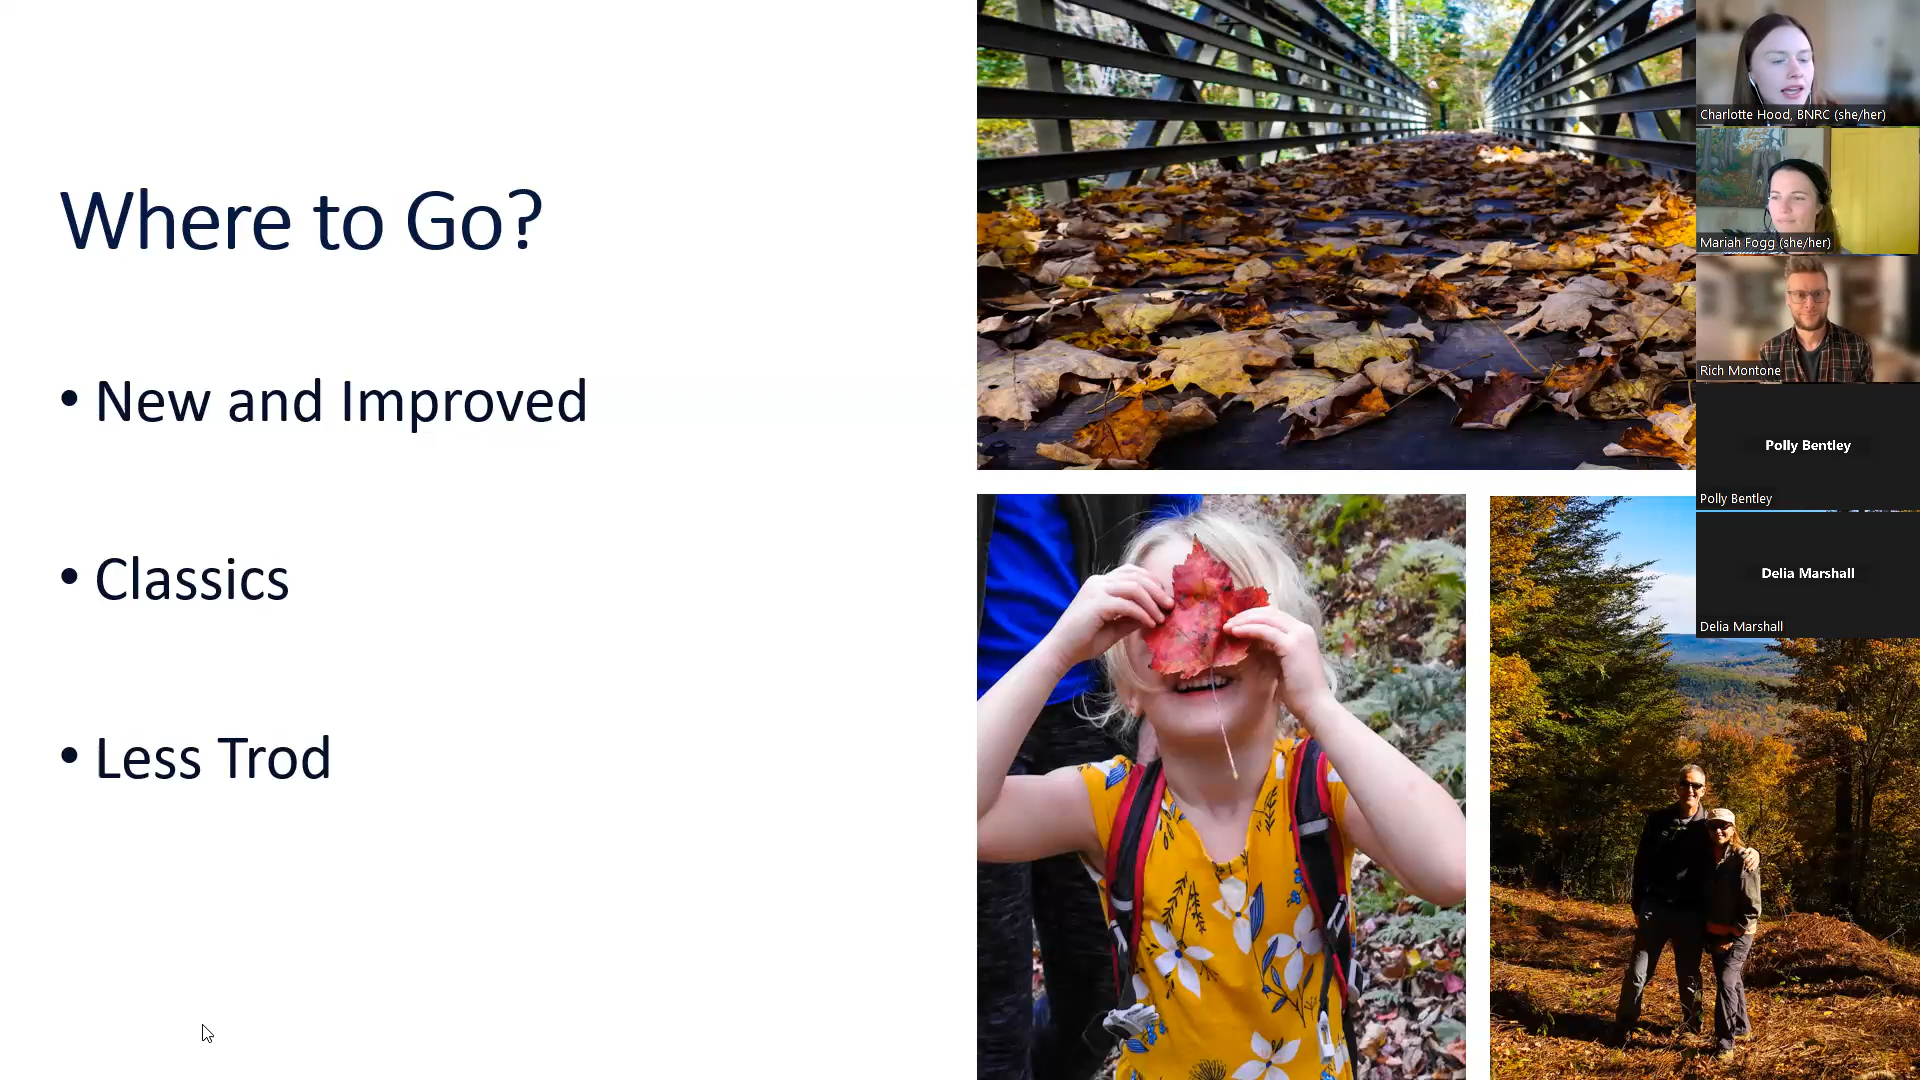 Where to Go?
• New and Improved
• Classics
• Less Trod
Charlotte Hood, BNRC (she/her)
Mariah Fogg (she/her)
Rich Montone
Polly Bentley
Polly Bentley
Delia Marshall
Delia Marshall